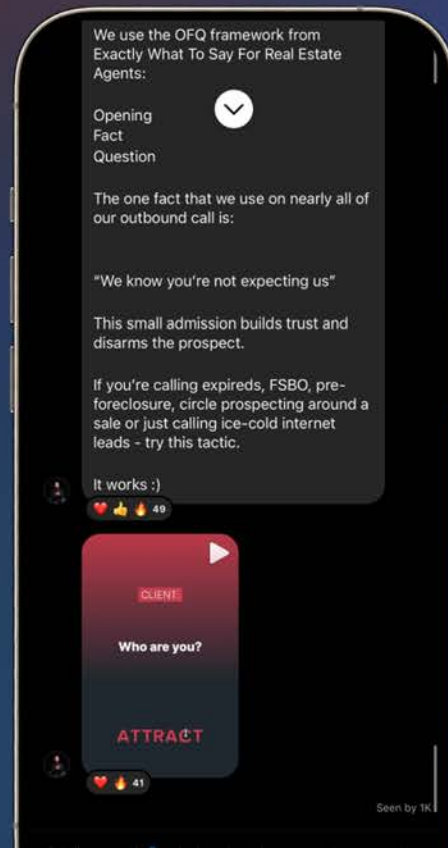 We use the OFQ framework from
Exactly What To Say For Real Estate
Agents:
Opening
Fact
Question
The one fact that we use on nearly all of
our outbound call is:
“We know you’re not expecting us”
This small admission builds trust and
disarms the prospect.
If you’re calling expireds, FSBO, pre-
foreclosure, circle prospecting around a
sale or just calling ice-cold internet
leads - try this tactic.
It works :)
49
CLIENT
Who are you?
ATTRACT
41
Seen by 1K